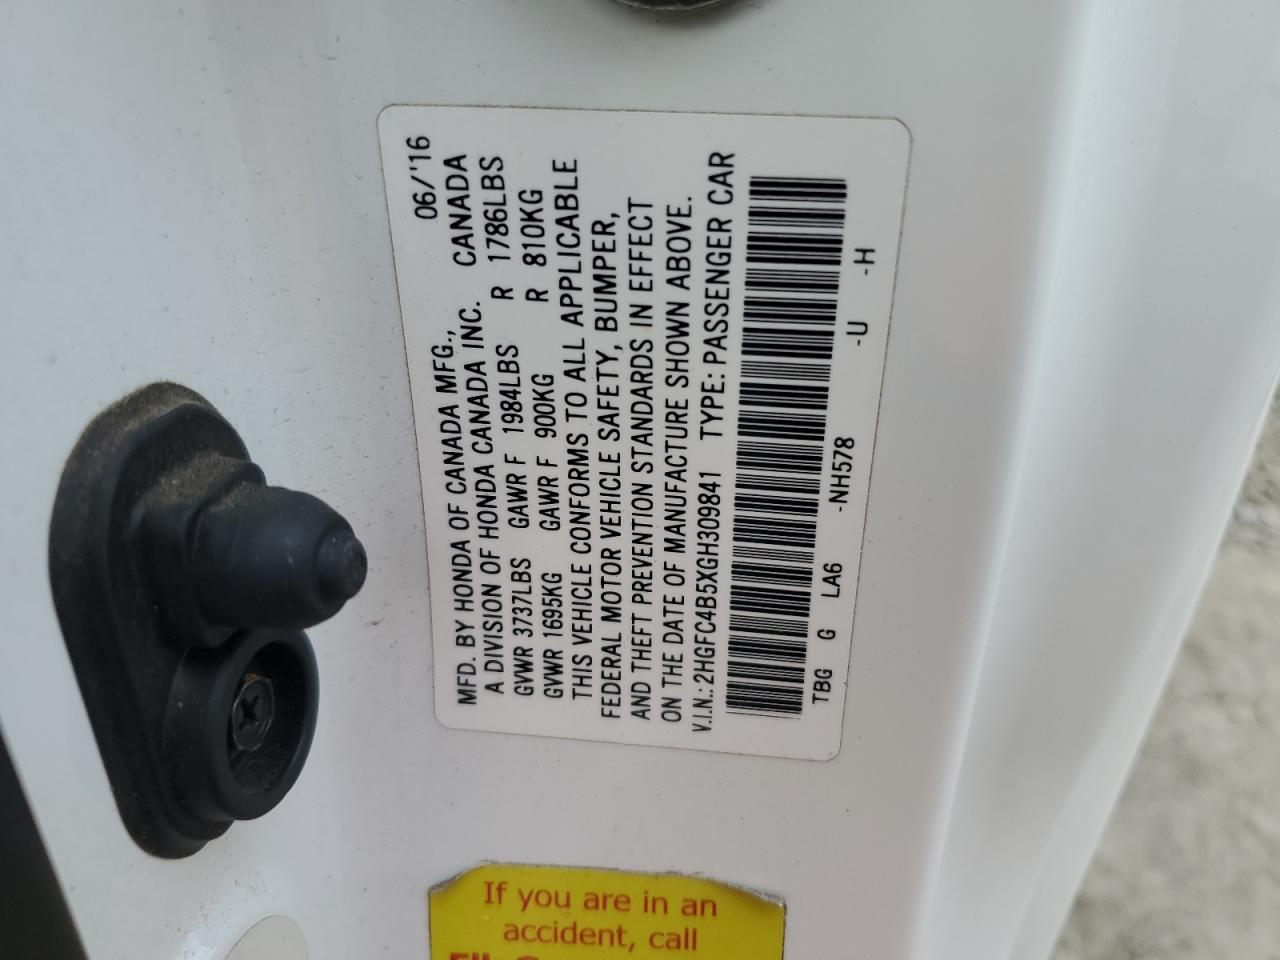 06/'16
MFD. BY HONDA OF CANADA MFG.,
A DIVISION OF HONDA CANADA INC. CANADA
GVWR 3737LBS GAWR F 1984LBS R 1786LBS
GVWR 1695KG GAWR F 900KG R 810KG
THIS VEHICLE CONFORMS TO ALL APPLICABLE
FEDERAL MOTOR VEHICLE SAFETY, BUMPER,
AND THEFT PREVENTION STANDARDS IN EFFECT
ON THE DATE OF MANUFACTURE SHOWN ABOVE.
V.I.N.: 2HGFC4B5XGH309841 TYPE: PASSENGER CAR
TBG G LA6 -NH578 -U -H
If you are in an
accident, call